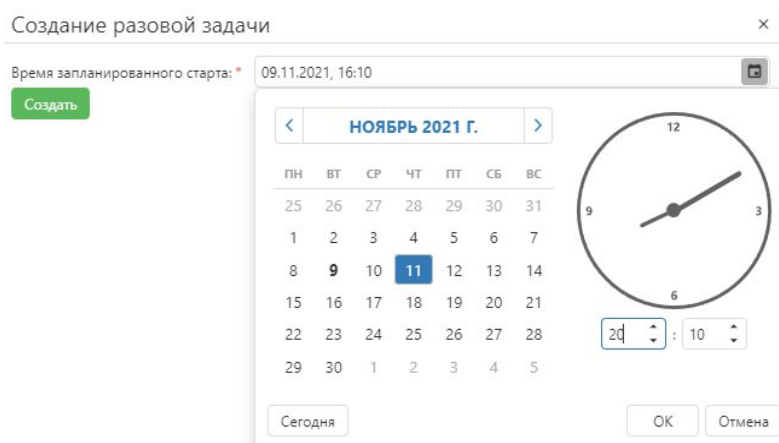 Создание разовой задачи ×
Время запланированного старта: * 09.11.2021, 16:10
Создать
НОЯБРЬ 2021 Г.
ПН ВТ СР ЧТ ПТ СБ ВС
25 26 27 28 29 30 31
1 2 3 4 5 6 7
8 9 10 11 12 13 14
15 16 17 18 19 20 21
22 23 24 25 26 27 28
29 30 1 2 3 4 5
12
9 3
6
20 : 10
Сегодня ОК Отмена